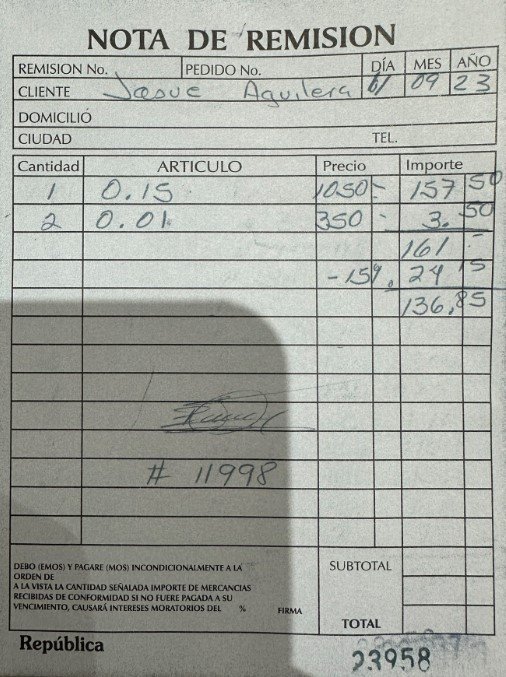 NOTA DE REMISION
REMISION No. PEDIDO No. DÍA MES AÑO
CLIENTE Josue Aguilera 6/ 09 23
DOMICILIÓ
CIUDAD TEL.
Cantidad ARTICULO Precio Importe
1 0.15 1050- 157 50
2 0.01 350 - 3. 50
161 -
-15% 24 15
136,85
# 11998
DEBO (EMOS) Y PAGARE (MOS) INCONDICIONALMENTE A LA
ORDEN DE
A LA VISTA LA CANTIDAD SEÑALADA IMPORTE DE MERCANCIAS
RECIBIDAS DE CONFORMIDAD SI NO FUERE PAGADA A SU
VENCIMIENTO, CAUSARÁ INTERESES MORATORIOS DEL % FIRMA
SUBTOTAL
TOTAL
República
23958